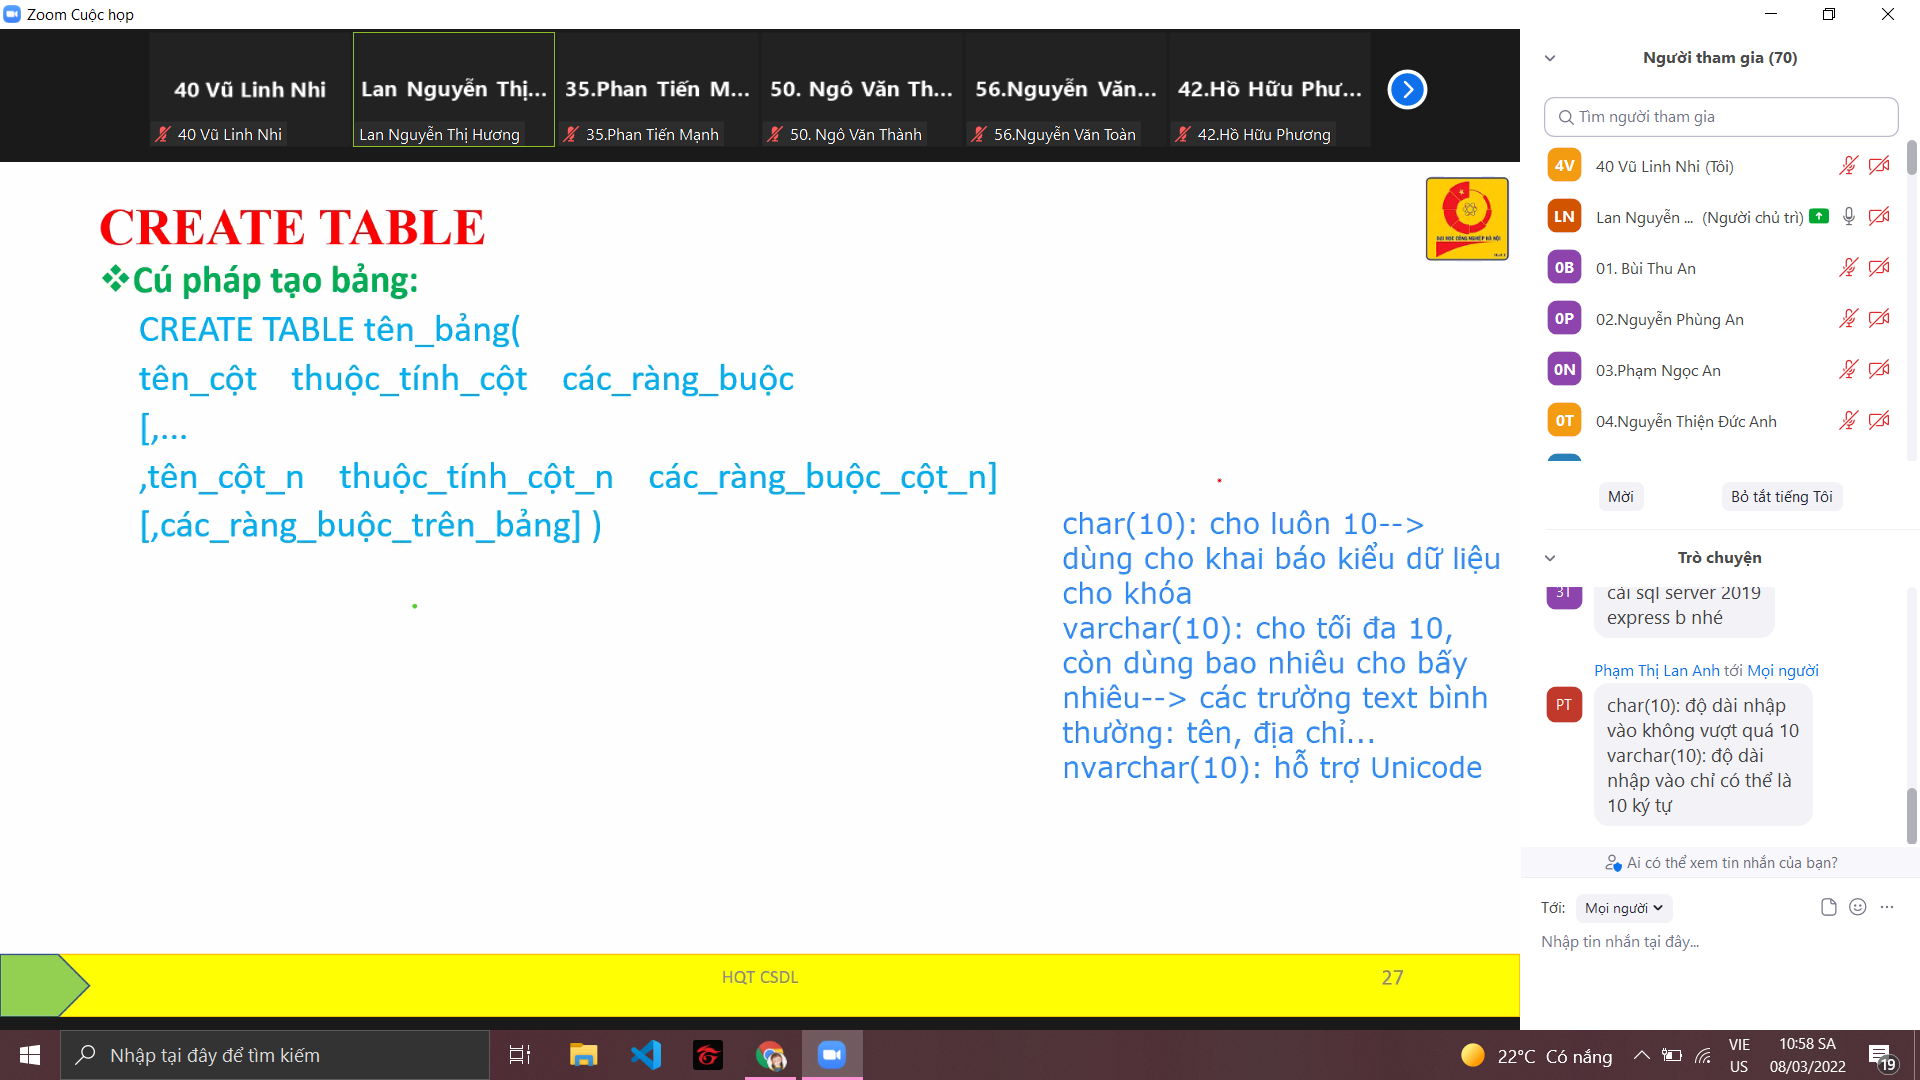 Zoom Cuộc họp
40 Vũ Linh Nhi
Lan Nguyễn Thị...
35.Phan Tiến M...
50. Ngô Văn Th...
56.Nguyễn Văn...
42.Hồ Hữu Phư...
40 Vũ Linh Nhi
Lan Nguyễn Thị Hương
35.Phan Tiến Mạnh
50. Ngô Văn Thành
56.Nguyễn Văn Toàn
42.Hồ Hữu Phương
CREATE TABLE
❖Cú pháp tạo bảng:
CREATE TABLE tên_bảng(
tên_cột thuộc_tính_cột các_ràng_buộc
[,...
,tên_cột_n thuộc_tính_cột_n các_ràng_buộc_cột_n]
[,các_ràng_buộc_trên_bảng] )
ĐẠI HỌC CÔNG NGHIỆP HÀ NỘI
char(10): cho luôn 10-->
dùng cho khai báo kiểu dữ liệu
cho khóa
varchar(10): cho tối đa 10,
còn dùng bao nhiêu cho bấy
nhiêu--> các trường text bình
thường: tên, địa chỉ...
nvarchar(10): hỗ trợ Unicode
HQT CSDL
27
Người tham gia (70)
Tìm người tham gia
4V 40 Vũ Linh Nhi (Tôi)
LN Lan Nguyễn ... (Người chủ trì)
0B 01. Bùi Thu An
0P 02.Nguyễn Phùng An
0N 03.Phạm Ngọc An
0T 04.Nguyễn Thiện Đức Anh
Mời
Bỏ tắt tiếng Tôi
Trò chuyện
3T
cài sql server 2019
express b nhé
Phạm Thị Lan Anh tới Mọi người
PT
char(10): độ dài nhập
vào không vượt quá 10
varchar(10): độ dài
nhập vào chỉ có thể là
10 ký tự
Ai có thể xem tin nhắn của bạn?
Tới: Mọi người
Nhập tin nhắn tại đây...
Nhập tại đây để tìm kiếm
22°C Có nắng
VIE
US
10:58 SA
08/03/2022
19